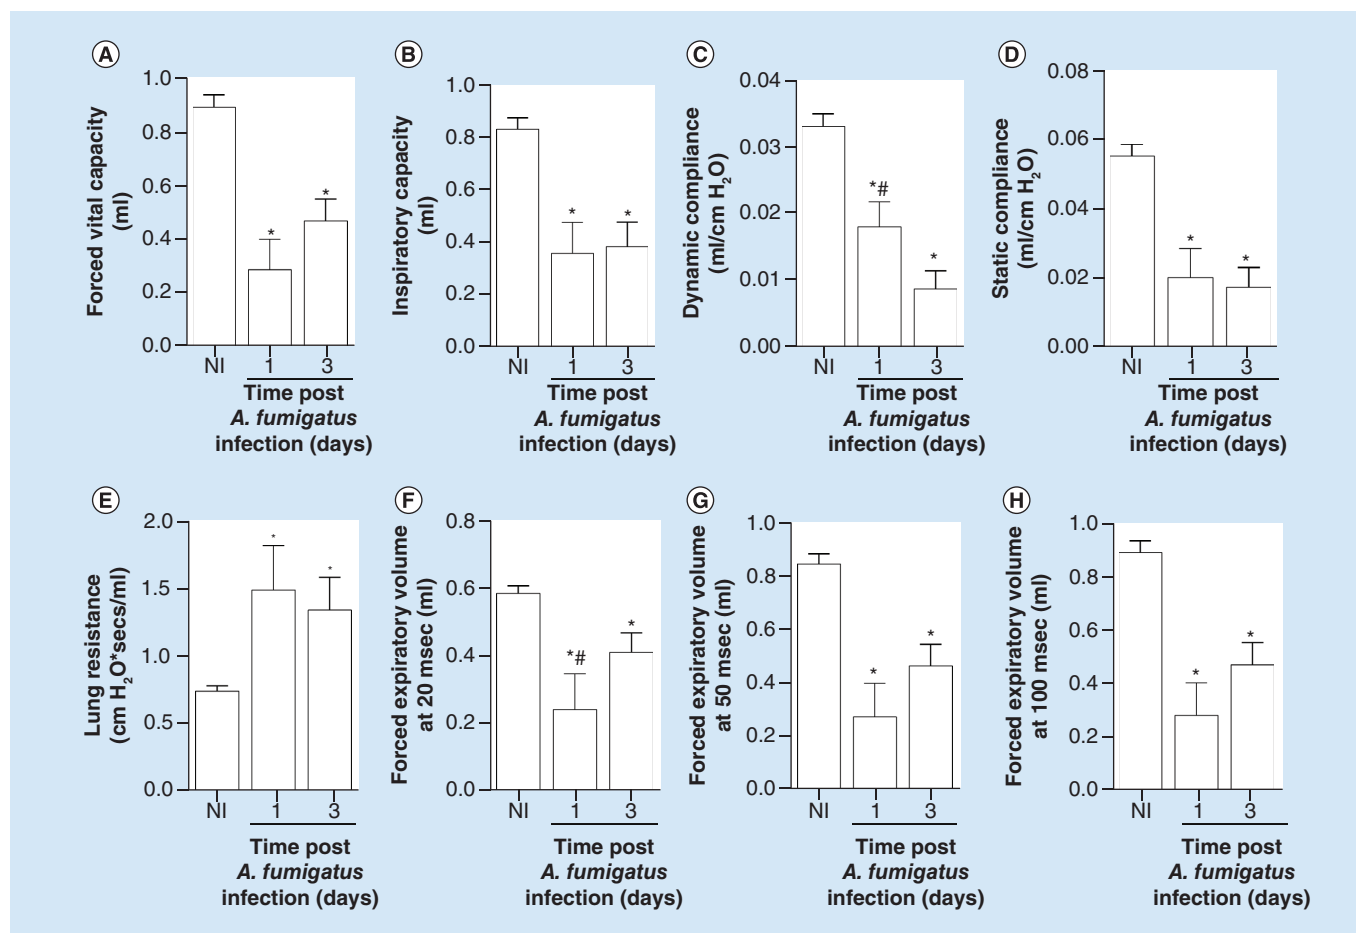 A
Forced vital capacity
(ml)
1.0
0.8
0.6
0.4
0.2
0.0
*
*
NI
1
3
Time post
A. fumigatus
infection (days)
B
Inspiratory capacity
(ml)
1.0
0.8
0.6
0.4
0.2
0.0
*
*
NI
1
3
Time post
A. fumigatus
infection (days)
C
Dynamic compliance
(ml/cm H₂O)
0.04
0.03
0.02
0.01
0.00
*#
*
NI
1
3
Time post
A. fumigatus
infection (days)
D
Static compliance
(ml/cm H₂O)
0.08
0.06
0.04
0.02
0.00
*
*
NI
1
3
Time post
A. fumigatus
infection (days)
E
Lung resistance
(cm H₂O*secs/ml)
2.0
1.5
1.0
0.5
0.0
*
*
NI
1
3
Time post
A. fumigatus
infection (days)
F
Forced expiratory volume
at 20 msec (ml)
0.8
0.6
0.4
0.2
0.0
*#
*
NI
1
3
Time post
A. fumigatus
infection (days)
G
Forced expiratory volume
at 50 msec (ml)
1.0
0.8
0.6
0.4
0.2
0.0
*
*
NI
1
3
Time post
A. fumigatus
infection (days)
H
Forced expiratory volume
at 100 msec (ml)
1.0
0.8
0.6
0.4
0.2
0.0
*
*
NI
1
3
Time post
A. fumigatus
infection (days)